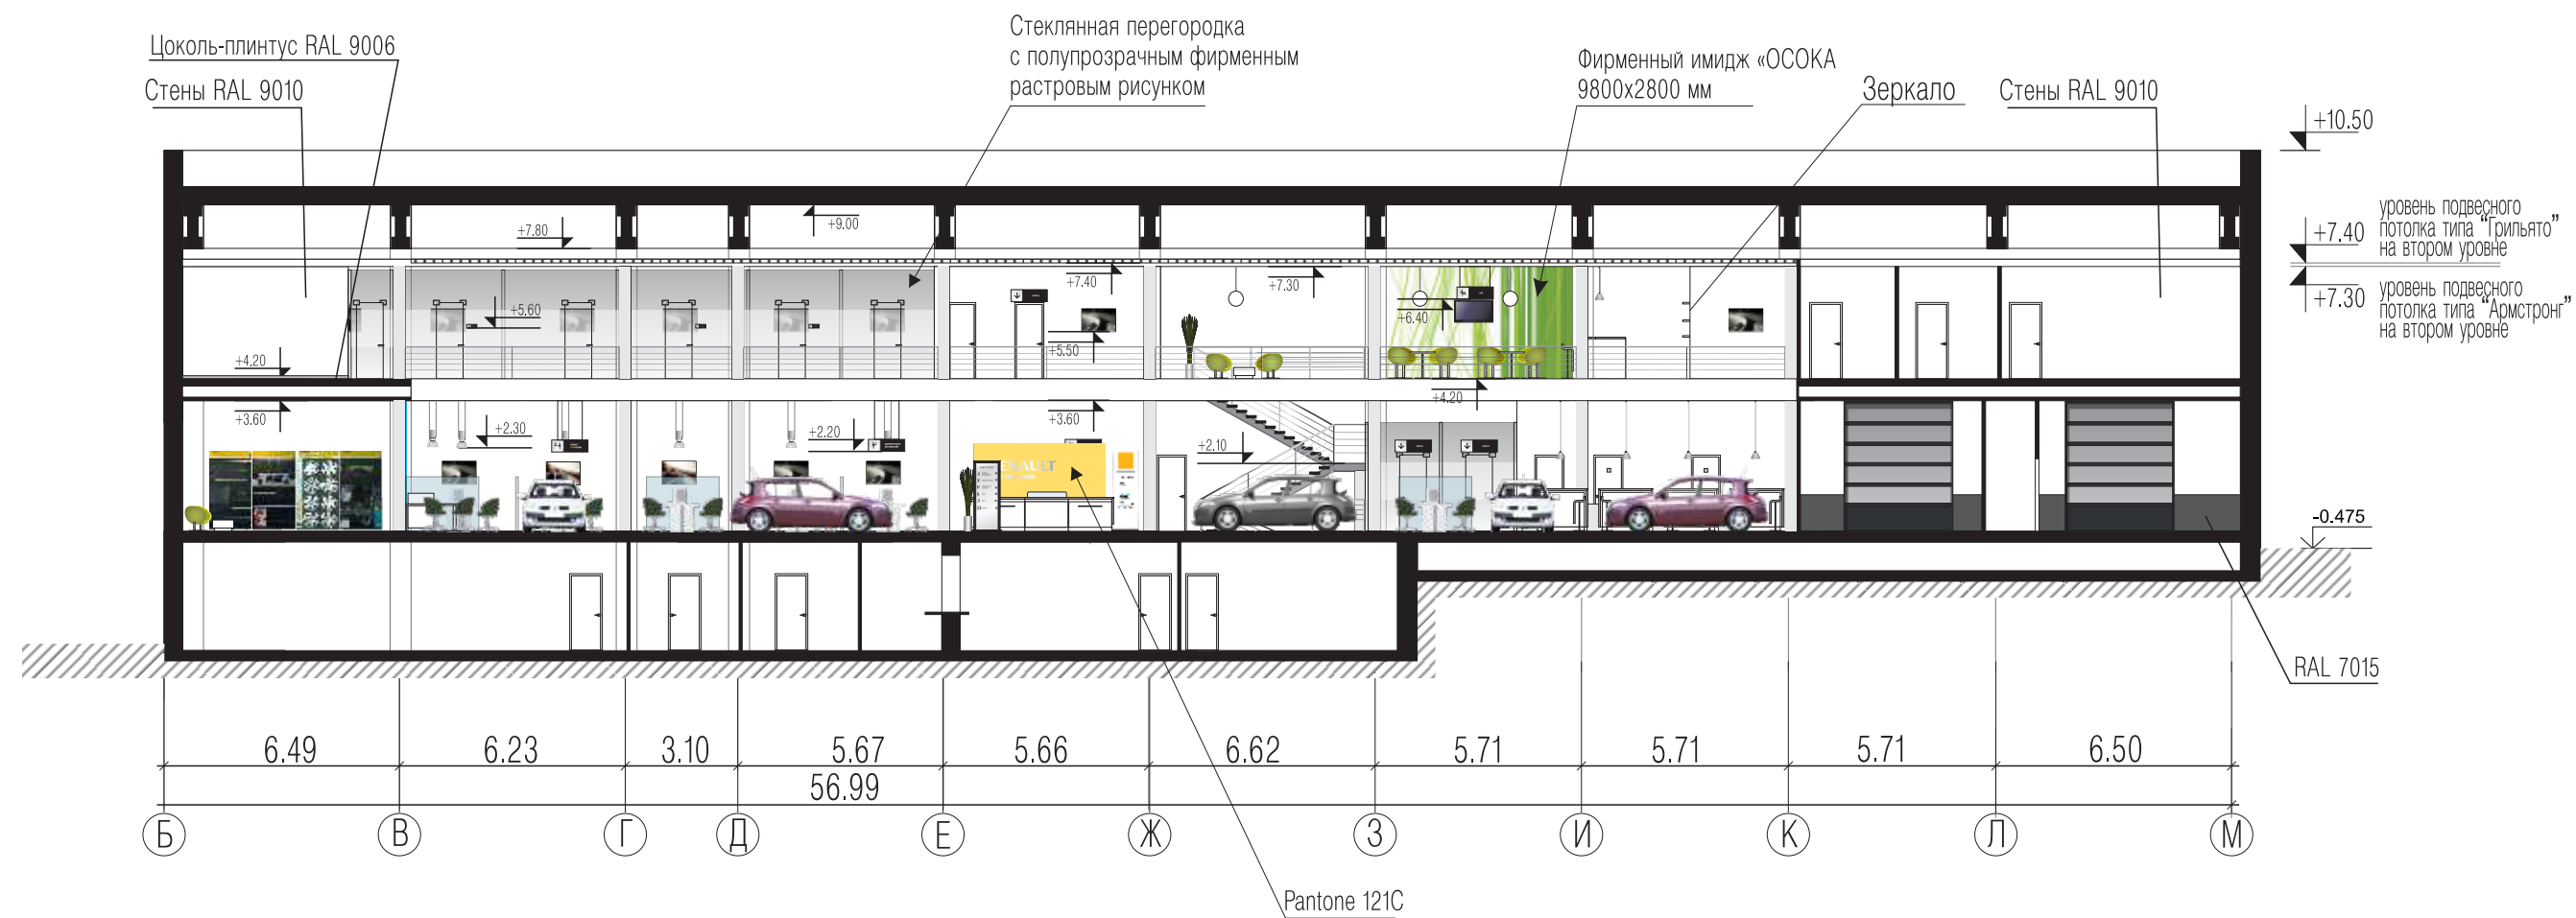 Стеклянная перегородка
с полупрозрачным фирменным
растровым рисунком
Цоколь-плинтус RAL 9006
Стены RAL 9010
Фирменный имидж «ОСОКА
9800х2800 мм
Зеркало
Стены RAL 9010
+10.50
уровень подвесного
потолка типа "Грильято"
на втором уровне
+7.40
+7.30
уровень подвесного
потолка типа "Армстронг"
на втором уровне
+7.80
+9.00
+7.40
+7.30
+5.60
+6.40
+5.50
+4.20
+4.20
+3.60
+3.60
+2.30
+2.20
+2.10
ENAULT
-0.475
RAL 7015
6.49
6.23
3.10
5.67
5.66
6.62
5.71
5.71
5.71
6.50
56.99
Б
В
Г
Д
Е
Ж
З
И
К
Л
М
Pantone 121C